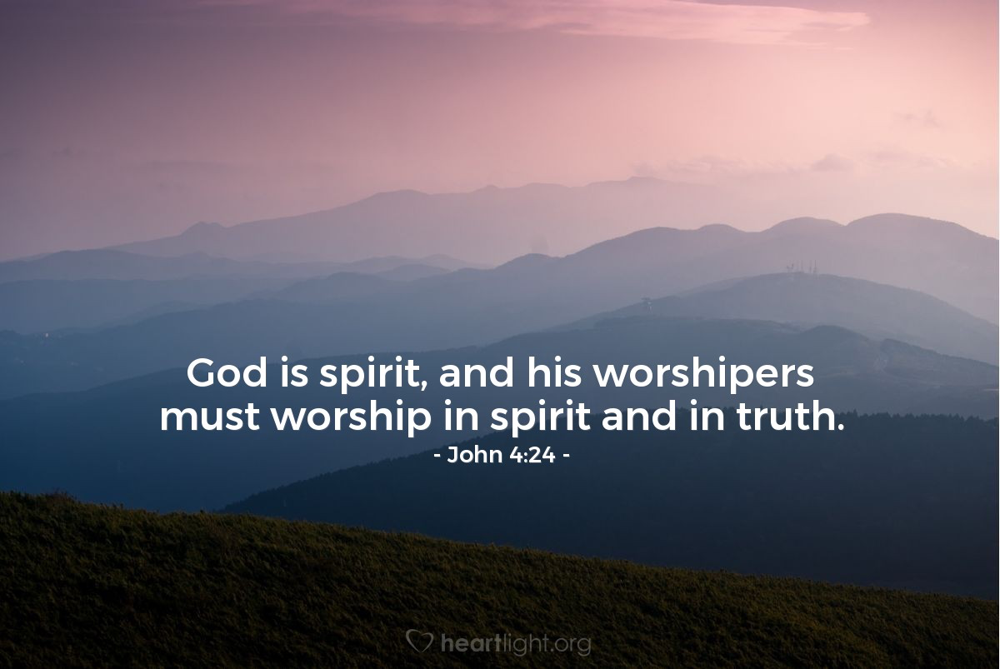 God is spirit, and his worshipers
must worship in spirit and in truth.
- John 4:24 -
heartlight.org